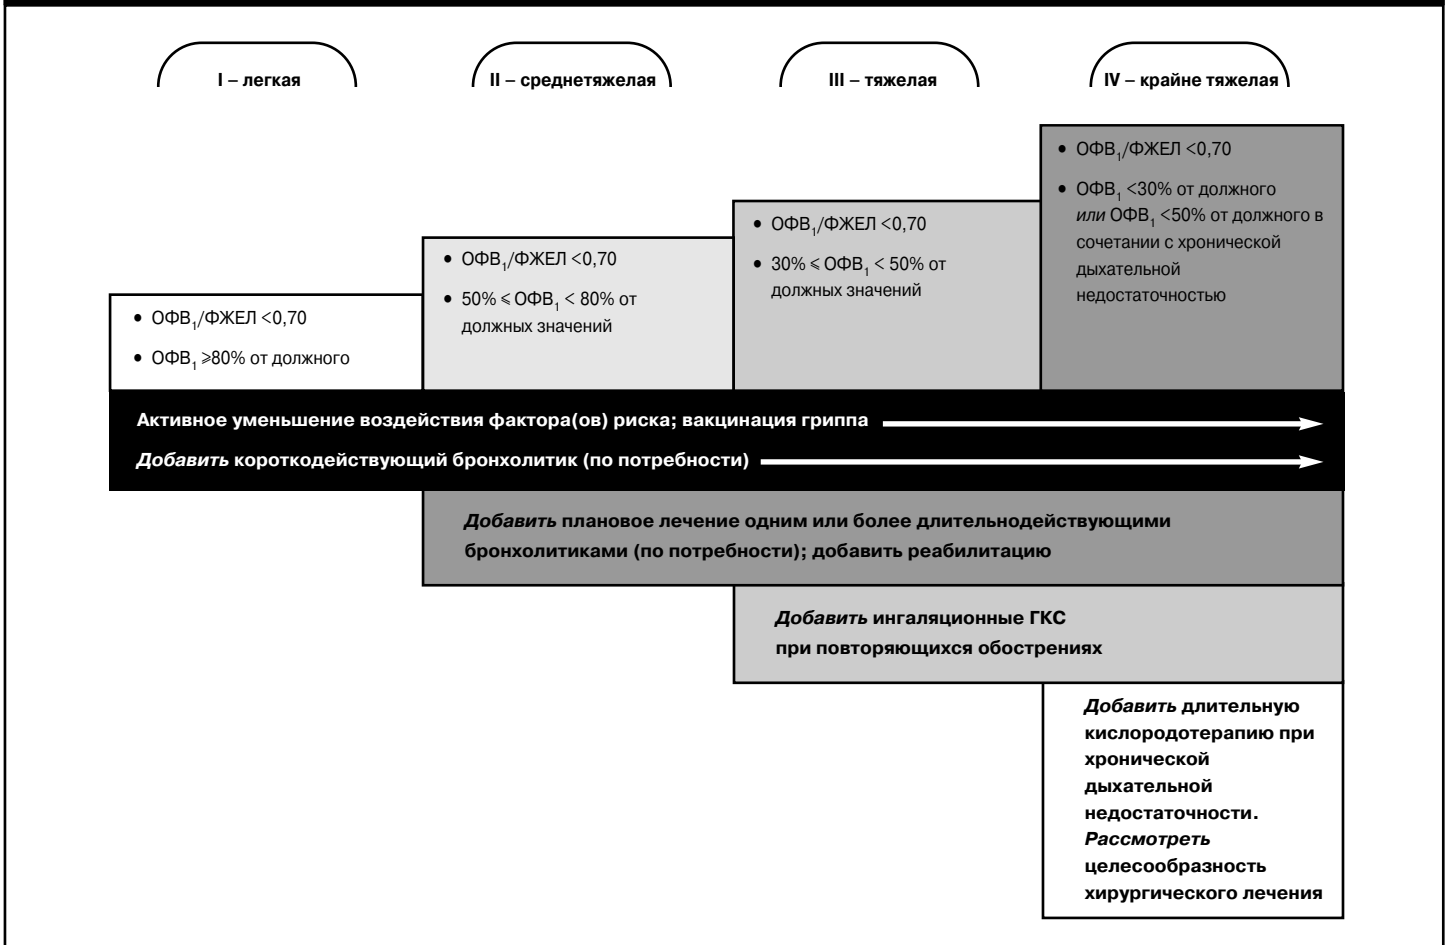 I – легкая
II – среднетяжелая
III – тяжелая
IV – крайне тяжелая
• ОФВ₁/ФЖЕЛ <0,70
• ОФВ₁ ⩾80% от должного
• ОФВ₁/ФЖЕЛ <0,70
• 50% ⩽ ОФВ₁ < 80% от
должных значений
• ОФВ₁/ФЖЕЛ <0,70
• 30% ⩽ ОФВ₁ < 50% от
должных значений
• ОФВ₁/ФЖЕЛ <0,70
• ОФВ₁ <30% от должного
или ОФВ₁ <50% от должного в
сочетании с хронической
дыхательной
недостаточностью
Активное уменьшение воздействия фактора(ов) риска; вакцинация гриппа
Добавить короткодействующий бронхолитик (по потребности)
Добавить плановое лечение одним или более длительнодействующими
бронхолитиками (по потребности); добавить реабилитацию
Добавить ингаляционные ГКС
при повторяющихся обострениях
Добавить длительную
кислородотерапию при
хронической
дыхательной
недостаточности.
Рассмотреть
целесообразность
хирургического лечения